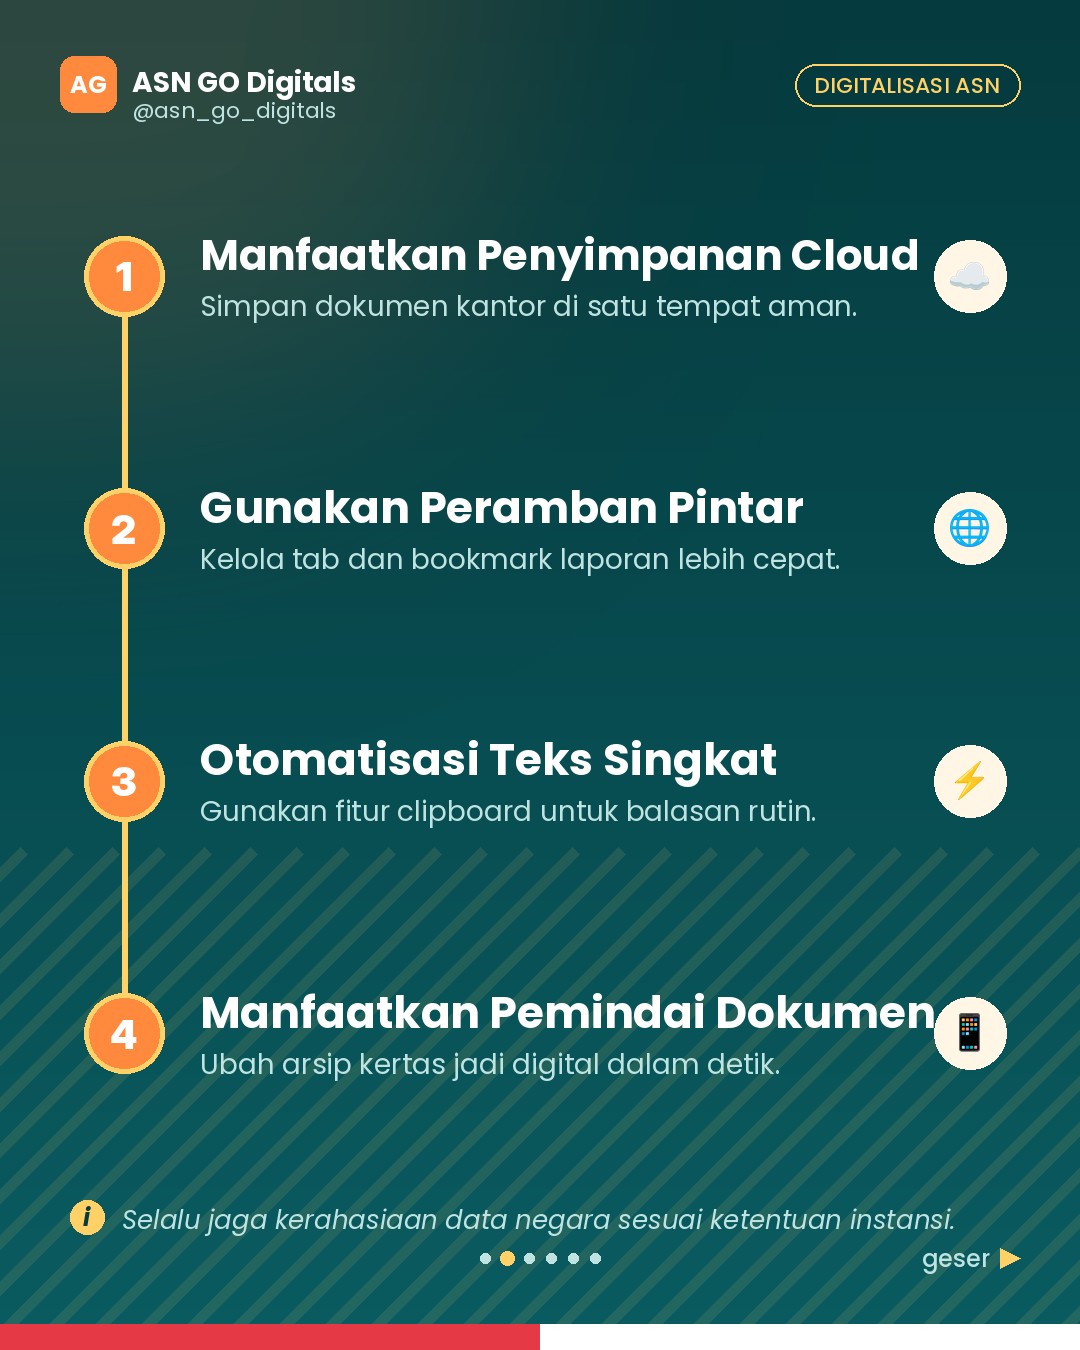 AG
ASN GO Digitals
@asn_go_digitals
DIGITALISASI ASN
1
Manfaatkan Penyimpanan Cloud
Simpan dokumen kantor di satu tempat aman.
2
Gunakan Peramban Pintar
Kelola tab dan bookmark laporan lebih cepat.
3
Otomatisasi Teks Singkat
Gunakan fitur clipboard untuk balasan rutin.
4
Manfaatkan Pemindai Dokumen
Ubah arsip kertas jadi digital dalam detik.
i Selalu jaga kerahasiaan data negara sesuai ketentuan instansi.
geser